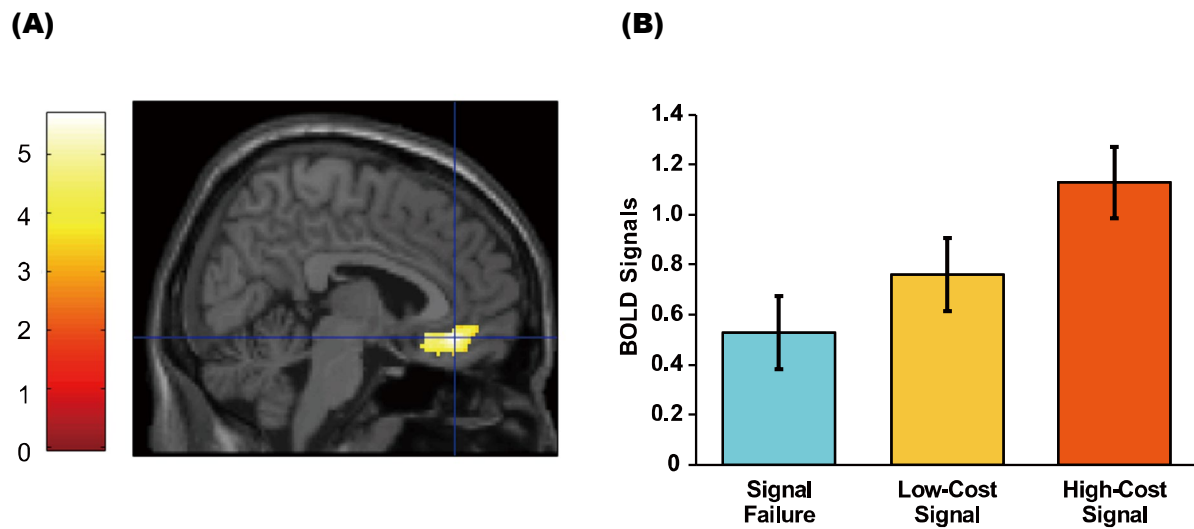 (A)
5
4
3
2
1
0
(B)
BOLD Signals
1.4
1.2
1.0
0.8
0.6
0.4
0.2
0
Signal
Failure
Low-Cost
Signal
High-Cost
Signal